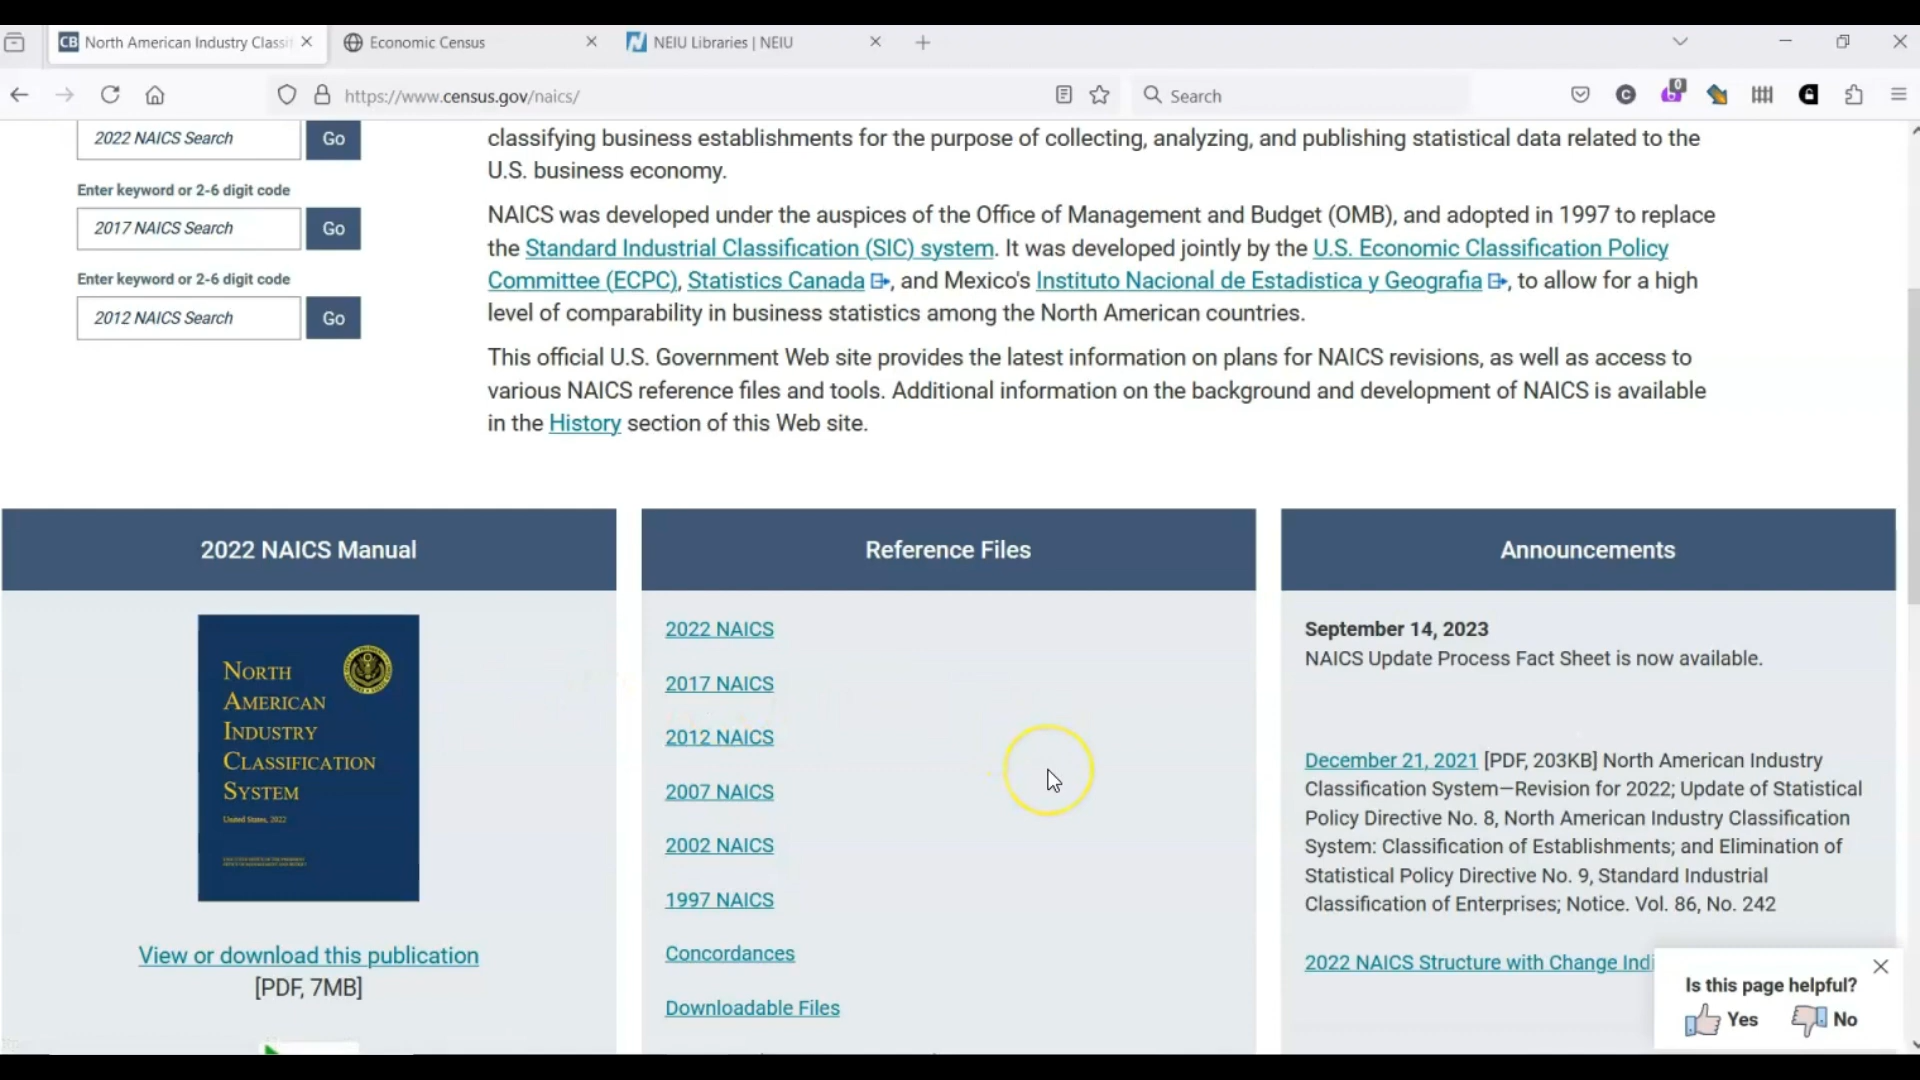 North American Industry Classif
Economic Census
NEIU Libraries | NEIU
https://www.census.gov/naics/
Search
2022 NAICS Search
Go
Enter keyword or 2-6 digit code
2017 NAICS Search
Go
Enter keyword or 2-6 digit code
2012 NAICS Search
Go
classifying business establishments for the purpose of collecting, analyzing, and publishing statistical data related to the
U.S. business economy.
NAICS was developed under the auspices of the Office of Management and Budget (OMB), and adopted in 1997 to replace
the Standard Industrial Classification (SIC) system. It was developed jointly by the U.S. Economic Classification Policy
Committee (ECPC), Statistics Canada, and Mexico's Instituto Nacional de Estadistica y Geografia, to allow for a high
level of comparability in business statistics among the North American countries.
This official U.S. Government Web site provides the latest information on plans for NAICS revisions, as well as access to
various NAICS reference files and tools. Additional information on the background and development of NAICS is available
in the History section of this Web site.
2022 NAICS Manual
NORTH
AMERICAN
INDUSTRY
CLASSIFICATION
SYSTEM
United States, 2022
View or download this publication
[PDF, 7MB]
Reference Files
2022 NAICS
2017 NAICS
2012 NAICS
2007 NAICS
2002 NAICS
1997 NAICS
Concordances
Downloadable Files
Announcements
September 14, 2023
NAICS Update Process Fact Sheet is now available.
December 21, 2021 [PDF, 203KB] North American Industry
Classification System—Revision for 2022; Update of Statistical
Policy Directive No. 8, North American Industry Classification
System: Classification of Establishments; and Elimination of
Statistical Policy Directive No. 9, Standard Industrial
Classification of Enterprises; Notice. Vol. 86, No. 242
2022 NAICS Structure with Change Indi
Is this page helpful?
Yes No